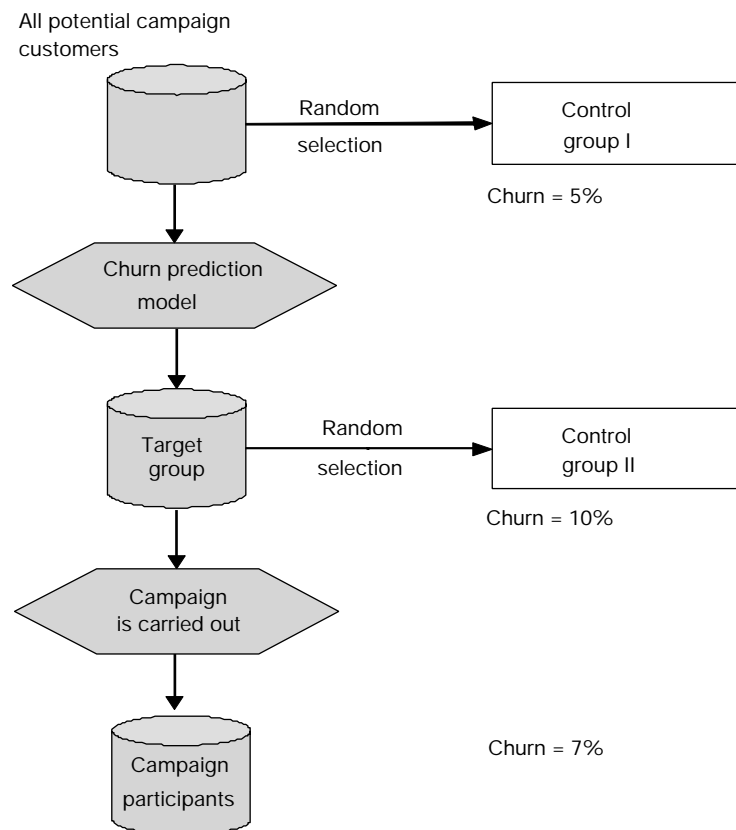 All potential campaign
customers
Random
selection
Control
group I
Churn = 5%
Churn prediction
model
Target
group
Random
selection
Control
group II
Churn = 10%
Campaign
is carried out
Campaign
participants
Churn = 7%